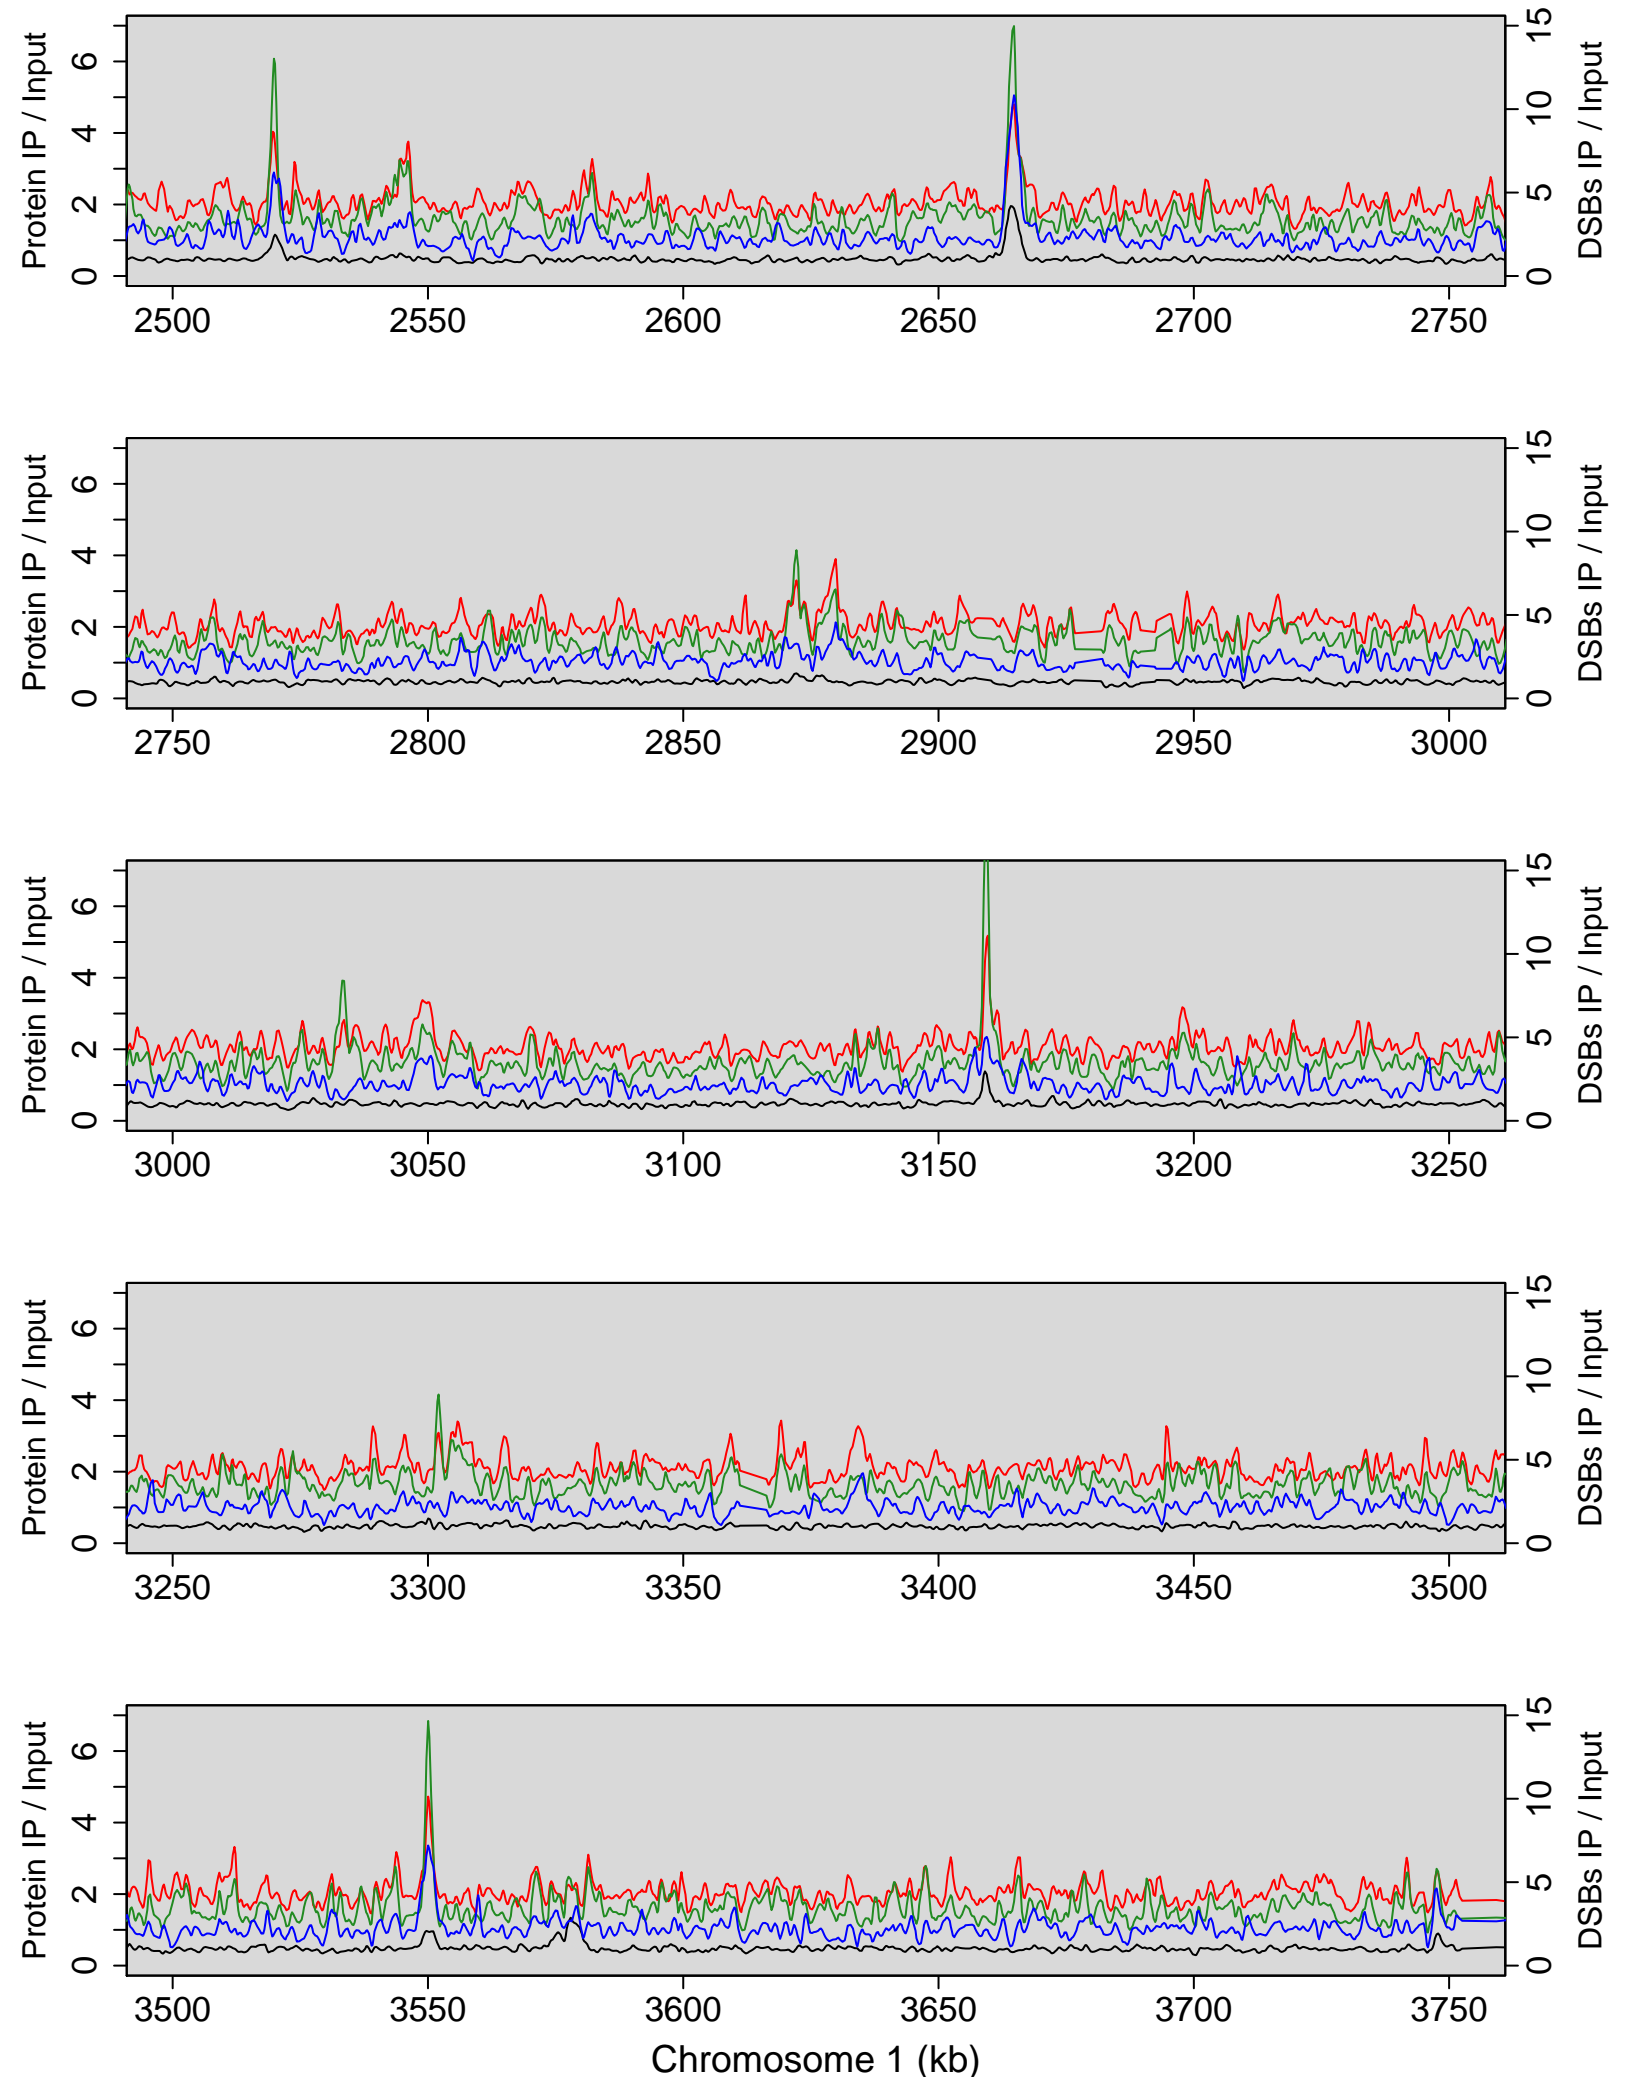 Protein IP / Input
0 2 4 6
DSBs IP / Input
0 5 10 15
2500 2550 2600 2650 2700 2750
Protein IP / Input
0 2 4 6
DSBs IP / Input
0 5 10 15
2750 2800 2850 2900 2950 3000
Protein IP / Input
0 2 4 6
DSBs IP / Input
0 5 10 15
3000 3050 3100 3150 3200 3250
Protein IP / Input
0 2 4 6
DSBs IP / Input
0 5 10 15
3250 3300 3350 3400 3450 3500
Protein IP / Input
0 2 4 6
DSBs IP / Input
0 5 10 15
3500 3550 3600 3650 3700 3750
Chromosome 1 (kb)